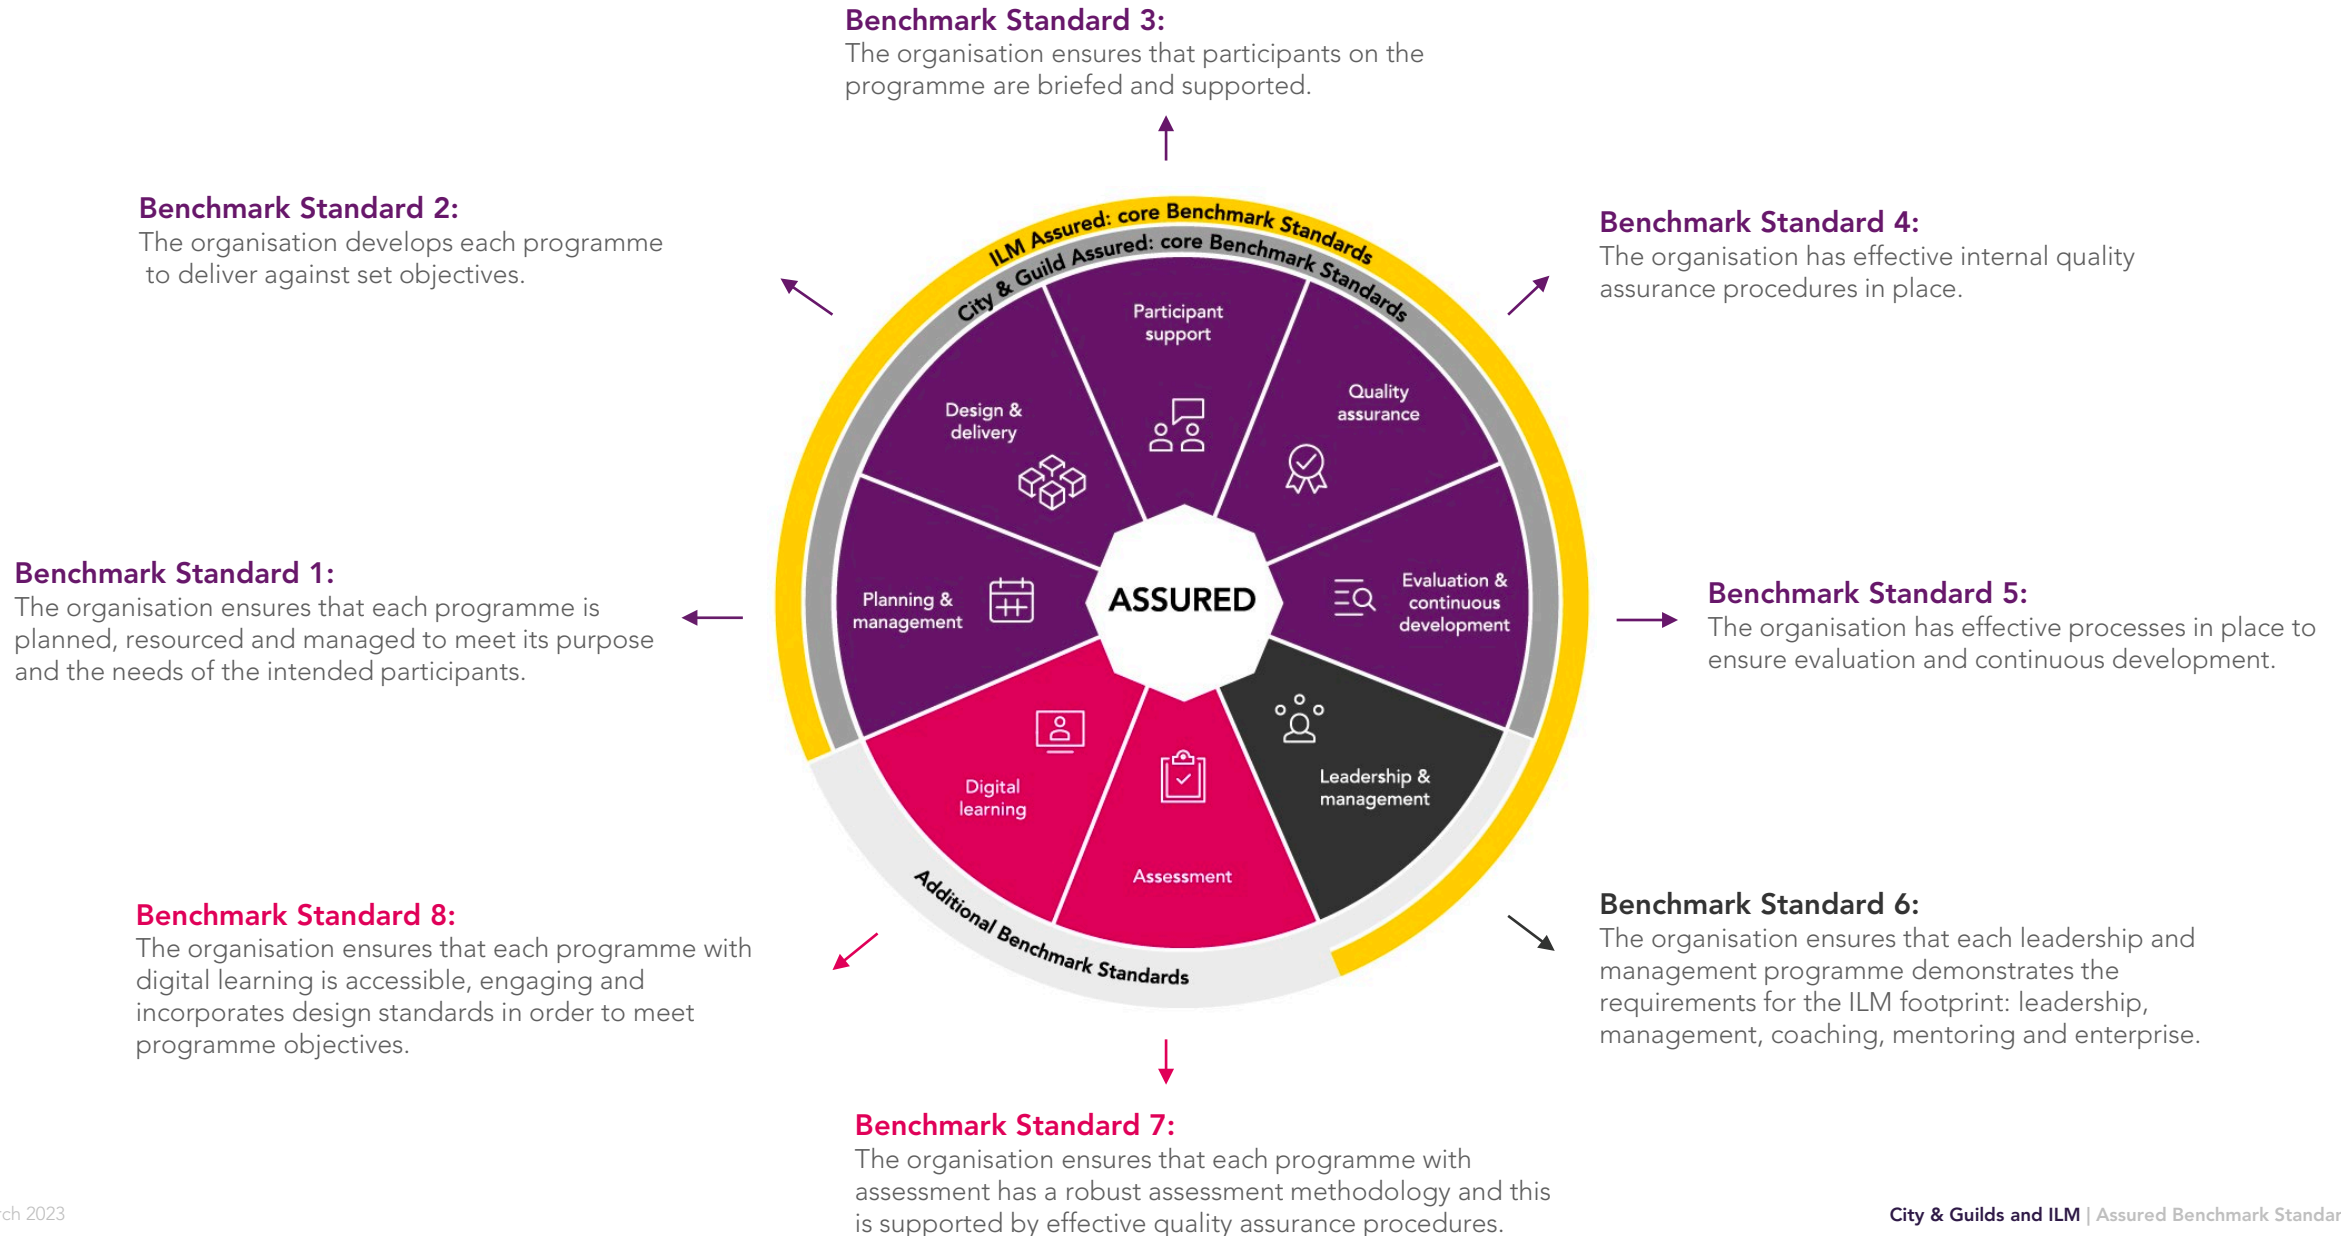 Benchmark Standard 3:
The organisation ensures that participants on the
programme are briefed and supported.
Benchmark Standard 2:
The organisation develops each programme
to deliver against set objectives.
Benchmark Standard 4:
The organisation has effective internal quality
assurance procedures in place.
Benchmark Standard 1:
The organisation ensures that each programme is
planned, resourced and managed to meet its purpose
and the needs of the intended participants.
Benchmark Standard 5:
The organisation has effective processes in place to
ensure evaluation and continuous development.
ILM Assured: core Benchmark Standards
City & Guild Assured: core Benchmark Standards
Participant
support
Quality
assurance
Design &
delivery
Planning &
management
ASSURED
Evaluation &
continuous
development
Digital
learning
Assessment
Leadership &
management
Additional Benchmark Standards
Benchmark Standard 8:
The organisation ensures that each programme with
digital learning is accessible, engaging and
incorporates design standards in order to meet
programme objectives.
Benchmark Standard 6:
The organisation ensures that each leadership and
management programme demonstrates the
requirements for the ILM footprint: leadership,
management, coaching, mentoring and enterprise.
Benchmark Standard 7:
The organisation ensures that each programme with
assessment has a robust assessment methodology and this
is supported by effective quality assurance procedures.
rch 2023
City & Guilds and ILM | Assured Benchmark Standar